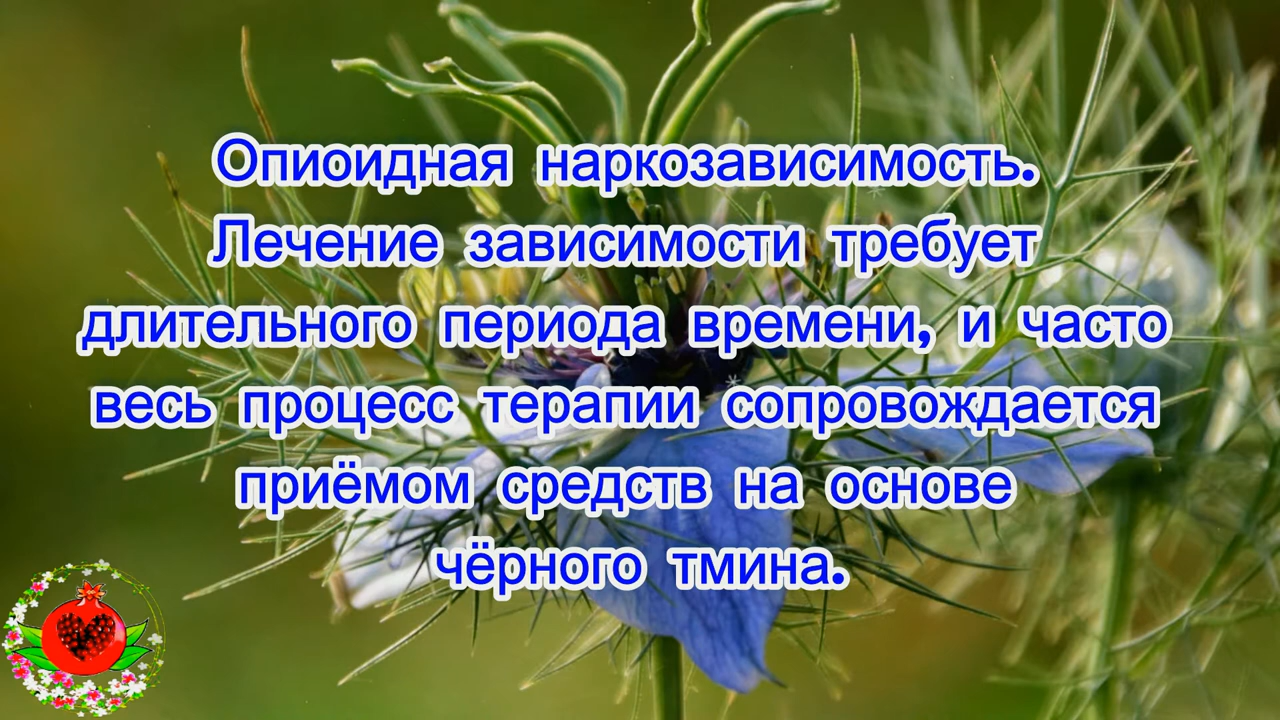 Опиоидная наркозависимость.
Лечение зависимости требует
длительного периода времени, и часто
весь процесс терапии сопровождается
приёмом средств на основе
чёрного тмина.